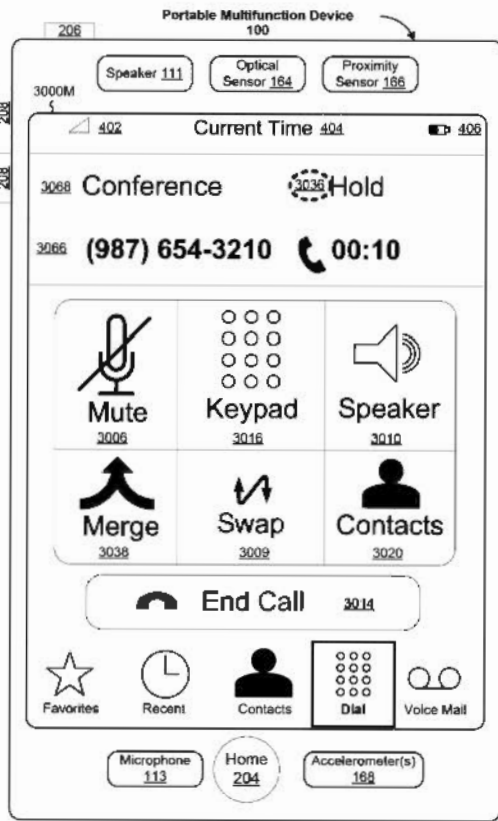 Portable Multifunction Device
100
206
Speaker 111
Optical
Sensor 164
Proximity
Sensor 166
3000M
208
208
402
Current Time 404
406
3068 Conference
3036 Hold
3066 (987) 654-3210
00:10
Mute
3006
Keypad
3016
Speaker
3010
Merge
3038
Swap
3009
Contacts
3020
End Call 3014
Favorites
Recent
Contacts
Dial
Voice Mail
Microphone
113
Home
204
Accelerometer(s)
168